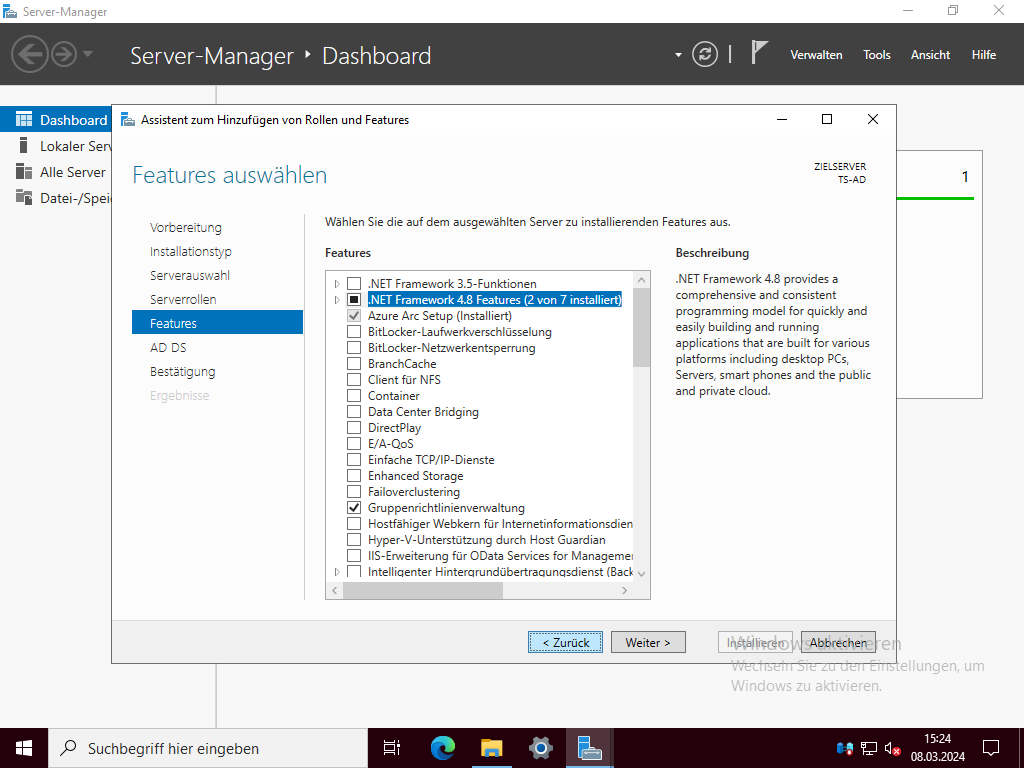 Server-Manager
Server-Manager • Dashboard
Verwalten Tools Ansicht Hilfe
Dashboard
Lokaler Serv
Alle Server
Datei-/Speic
1
Assistent zum Hinzufügen von Rollen und Features
Features auswählen
ZIELSERVER
TS-AD
Vorbereitung
Installationstyp
Serverauswahl
Serverrollen
Features
AD DS
Bestätigung
Ergebnisse
Wählen Sie die auf dem ausgewählten Server zu installierenden Features aus.
Features
.NET Framework 3.5-Funktionen
.NET Framework 4.8 Features (2 von 7 installiert)
Azure Arc Setup (Installiert)
BitLocker-Laufwerkverschlüsselung
BitLocker-Netzwerkentsperrung
BranchCache
Client für NFS
Container
Data Center Bridging
DirectPlay
E/A-QoS
Einfache TCP/IP-Dienste
Enhanced Storage
Failoverclustering
Gruppenrichtlinienverwaltung
Hostfähiger Webkern für Internetinformationsdien
Hyper-V-Unterstützung durch Host Guardian
IIS-Erweiterung für OData Services for Managemen
Intelligenter Hintergrundübertragungsdienst (Back
Beschreibung
.NET Framework 4.8 provides a
comprehensive and consistent
programming model for quickly and
easily building and running
applications that are built for various
platforms including desktop PCs,
Servers, smart phones and the public
and private cloud.
< Zurück
Weiter >
Installieren
Abbrechen
Windows aktivieren
Wechseln Sie zu den Einstellungen, um
Windows zu aktivieren.
Suchbegriff hier eingeben
15:24
08.03.2024